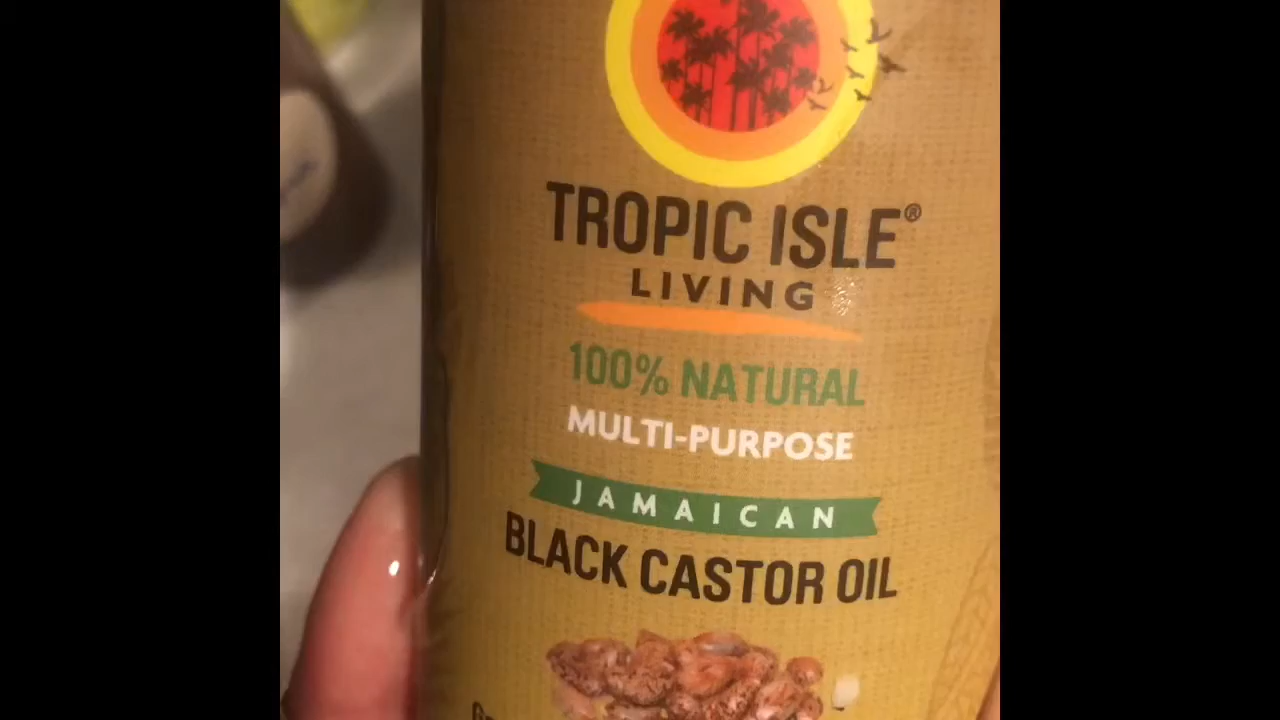 TROPIC ISLE®
LIVING
100% NATURAL
MULTI-PURPOSE
JAMAICAN
BLACK CASTOR OIL